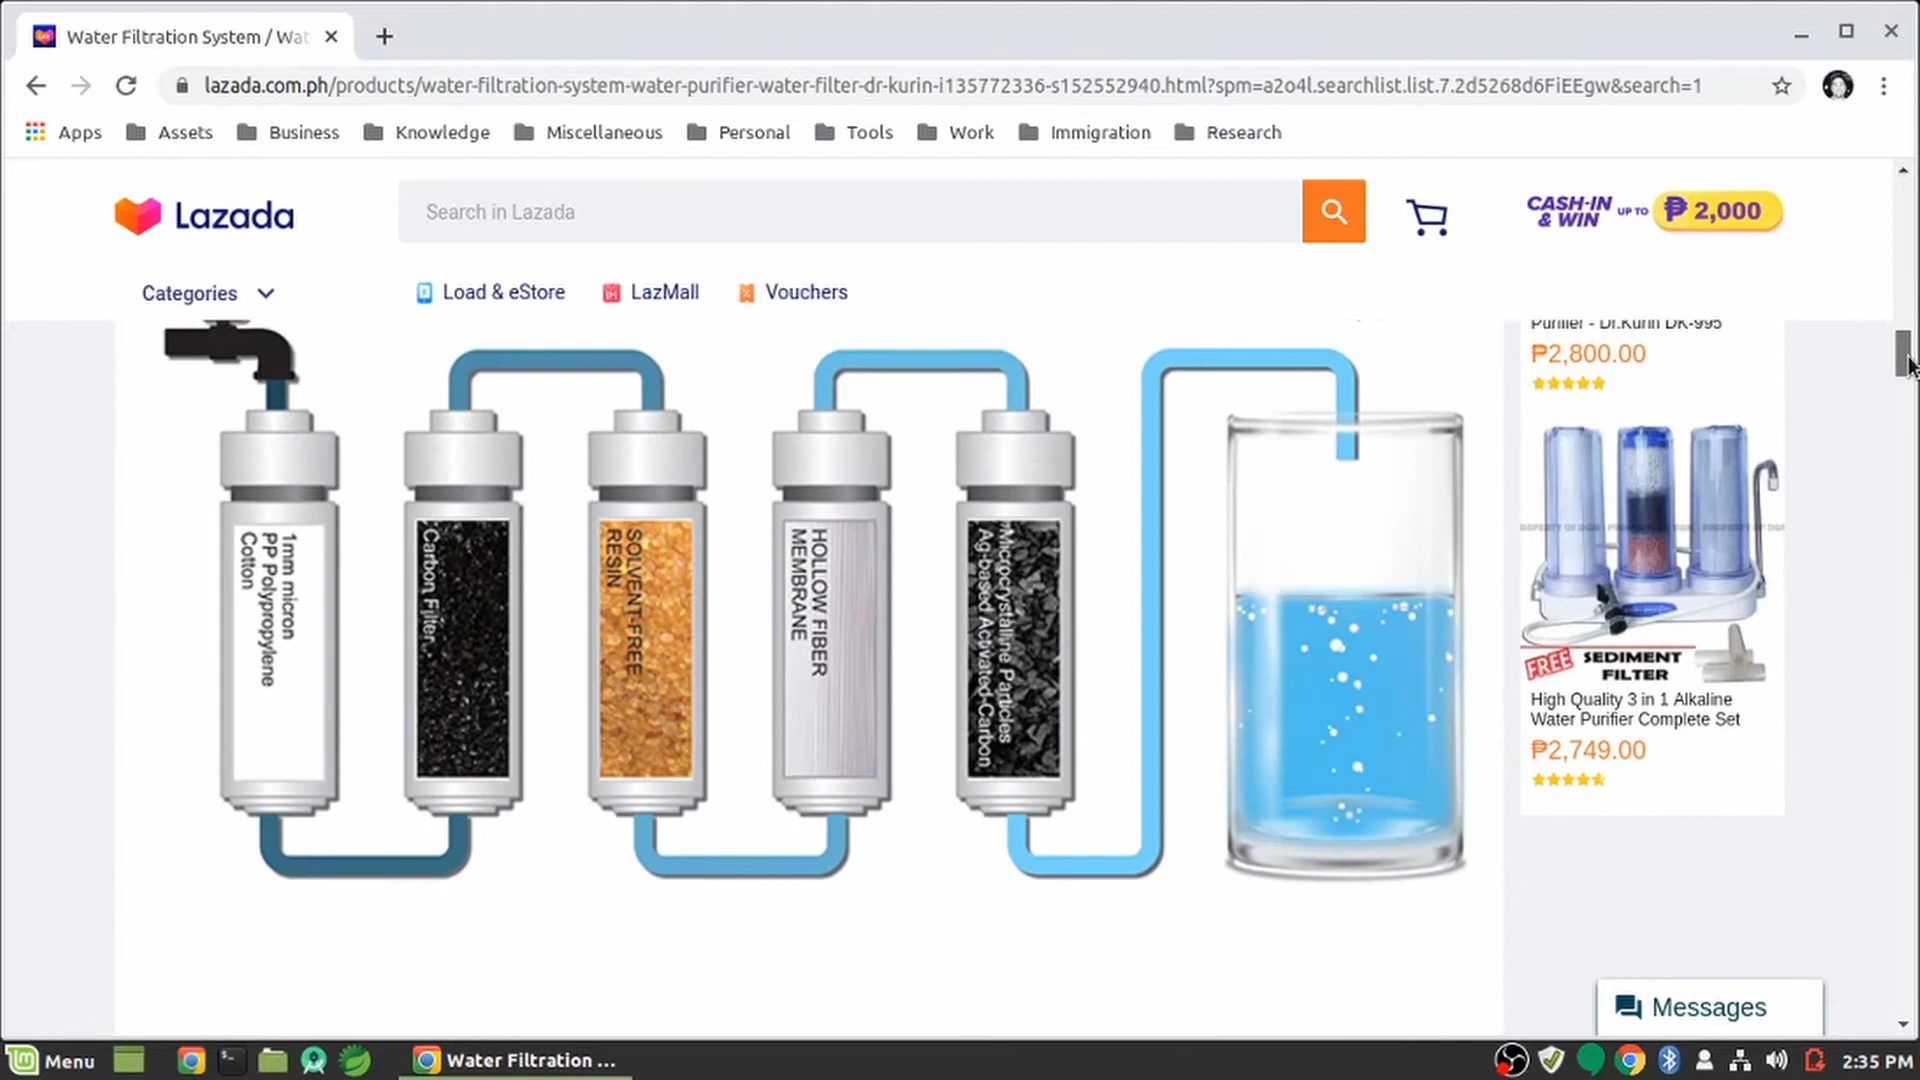 Water Filtration System / Wat
lazada.com.ph/products/water-filtration-system-water-purifier-water-filter-dr-kurin-i135772336-s152552940.html?spm=a2o4l.searchlist.list.7.2d5268d6FiEEgw&search=1
Apps
Assets
Business
Knowledge
Miscellaneous
Personal
Tools
Work
Immigration
Research
Lazada
Search in Lazada
CASH-IN
& WIN
UP TO
₱ 2,000
Categories
Load & eStore
LazMall
Vouchers
Purifier - Dr.Kurin DK-995
₱2,800.00
1mm micron
PP Polypropylene
Cotton
Carbon Filter
SOLVENT-FREE
RESIN
HOLLOW FIBER
MEMBRANE
Microcrystalline Particles
Ag-based Activated-Carbon
FREE
SEDIMENT
FILTER
High Quality 3 in 1 Alkaline
Water Purifier Complete Set
₱2,749.00
Messages
Menu
Water Filtration ...
2:35 PM